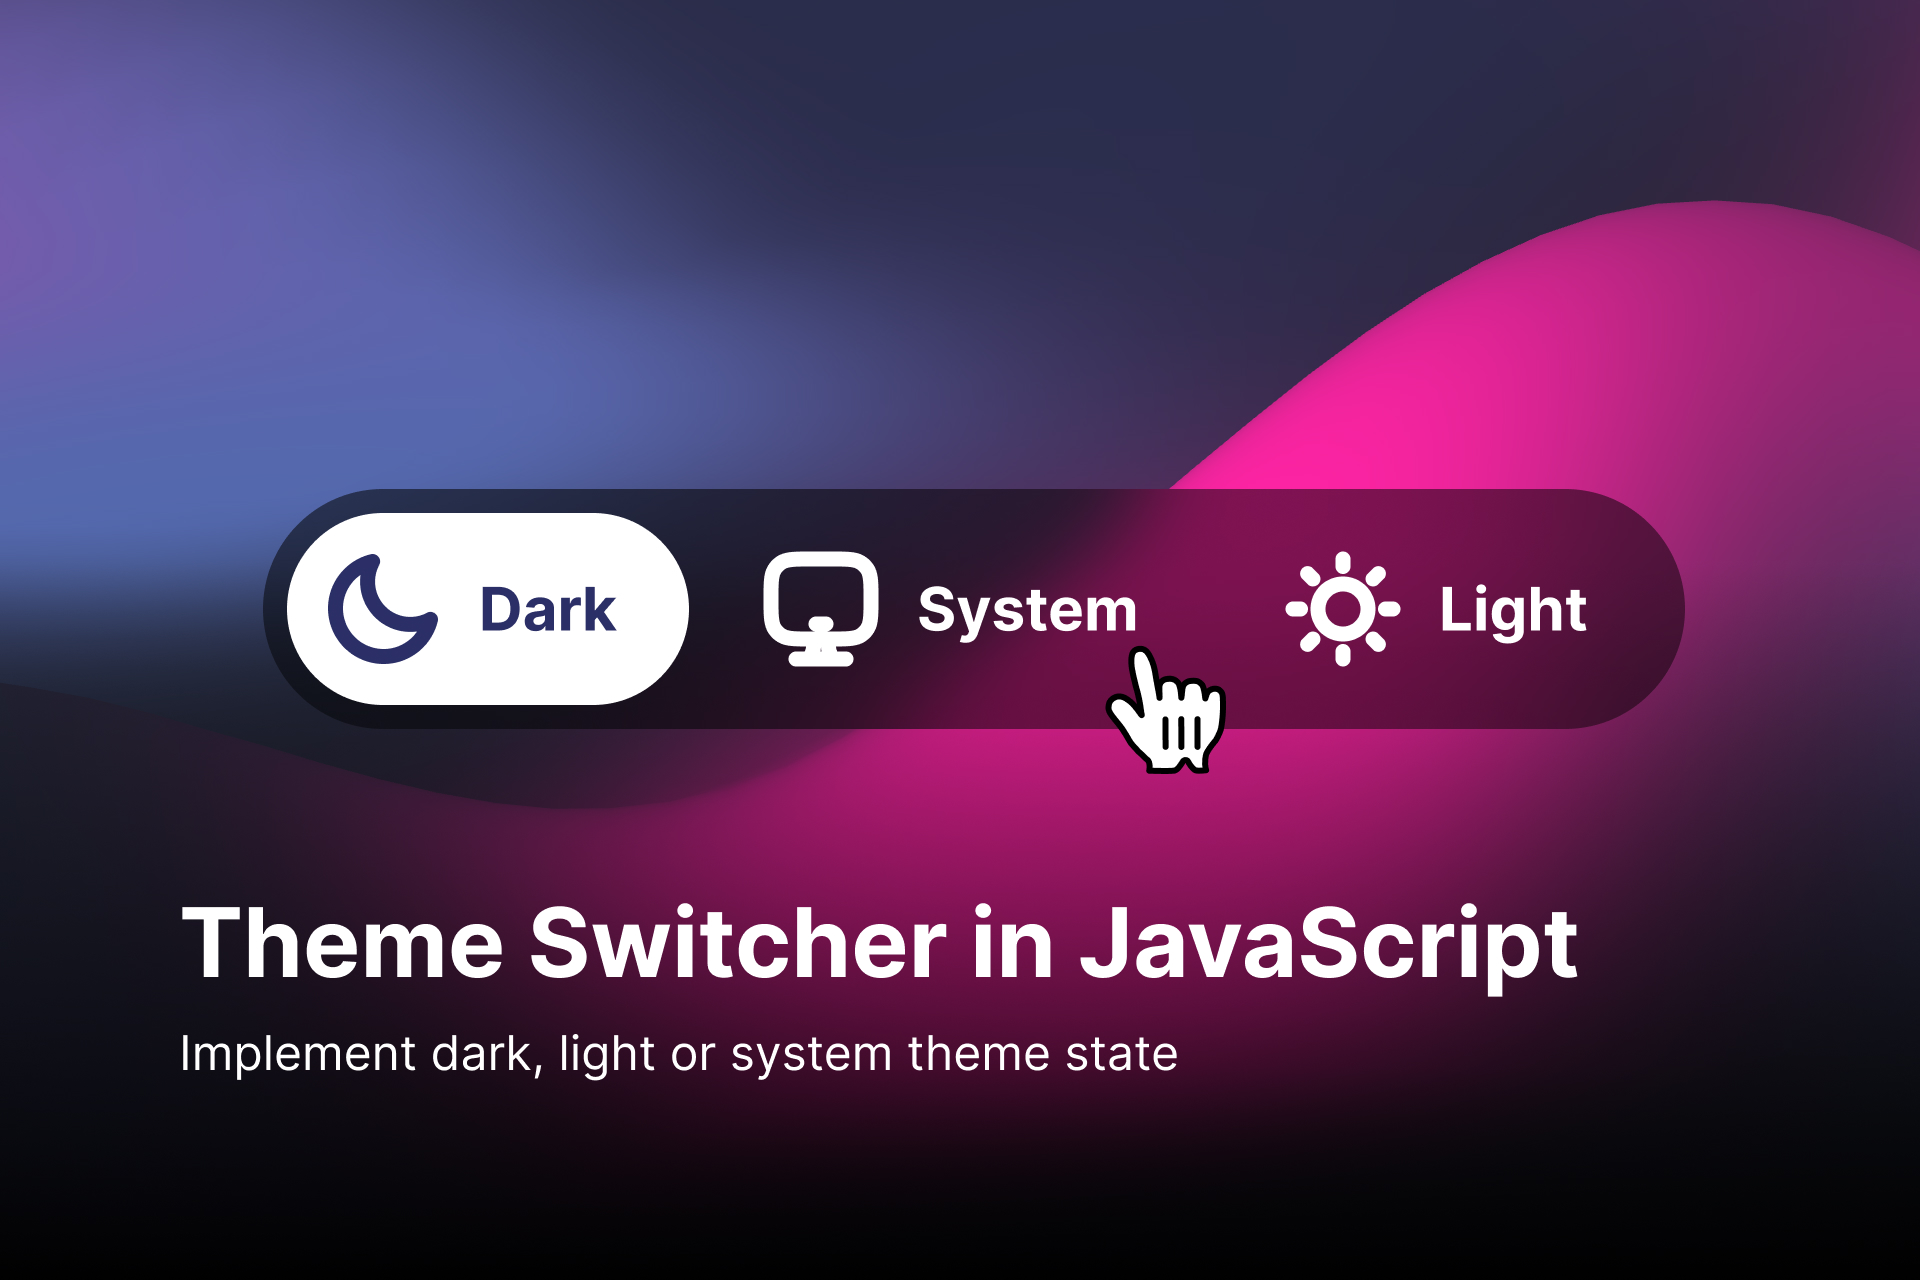 Dark System Light
Theme Switcher in JavaScript
Implement dark, light or system theme state